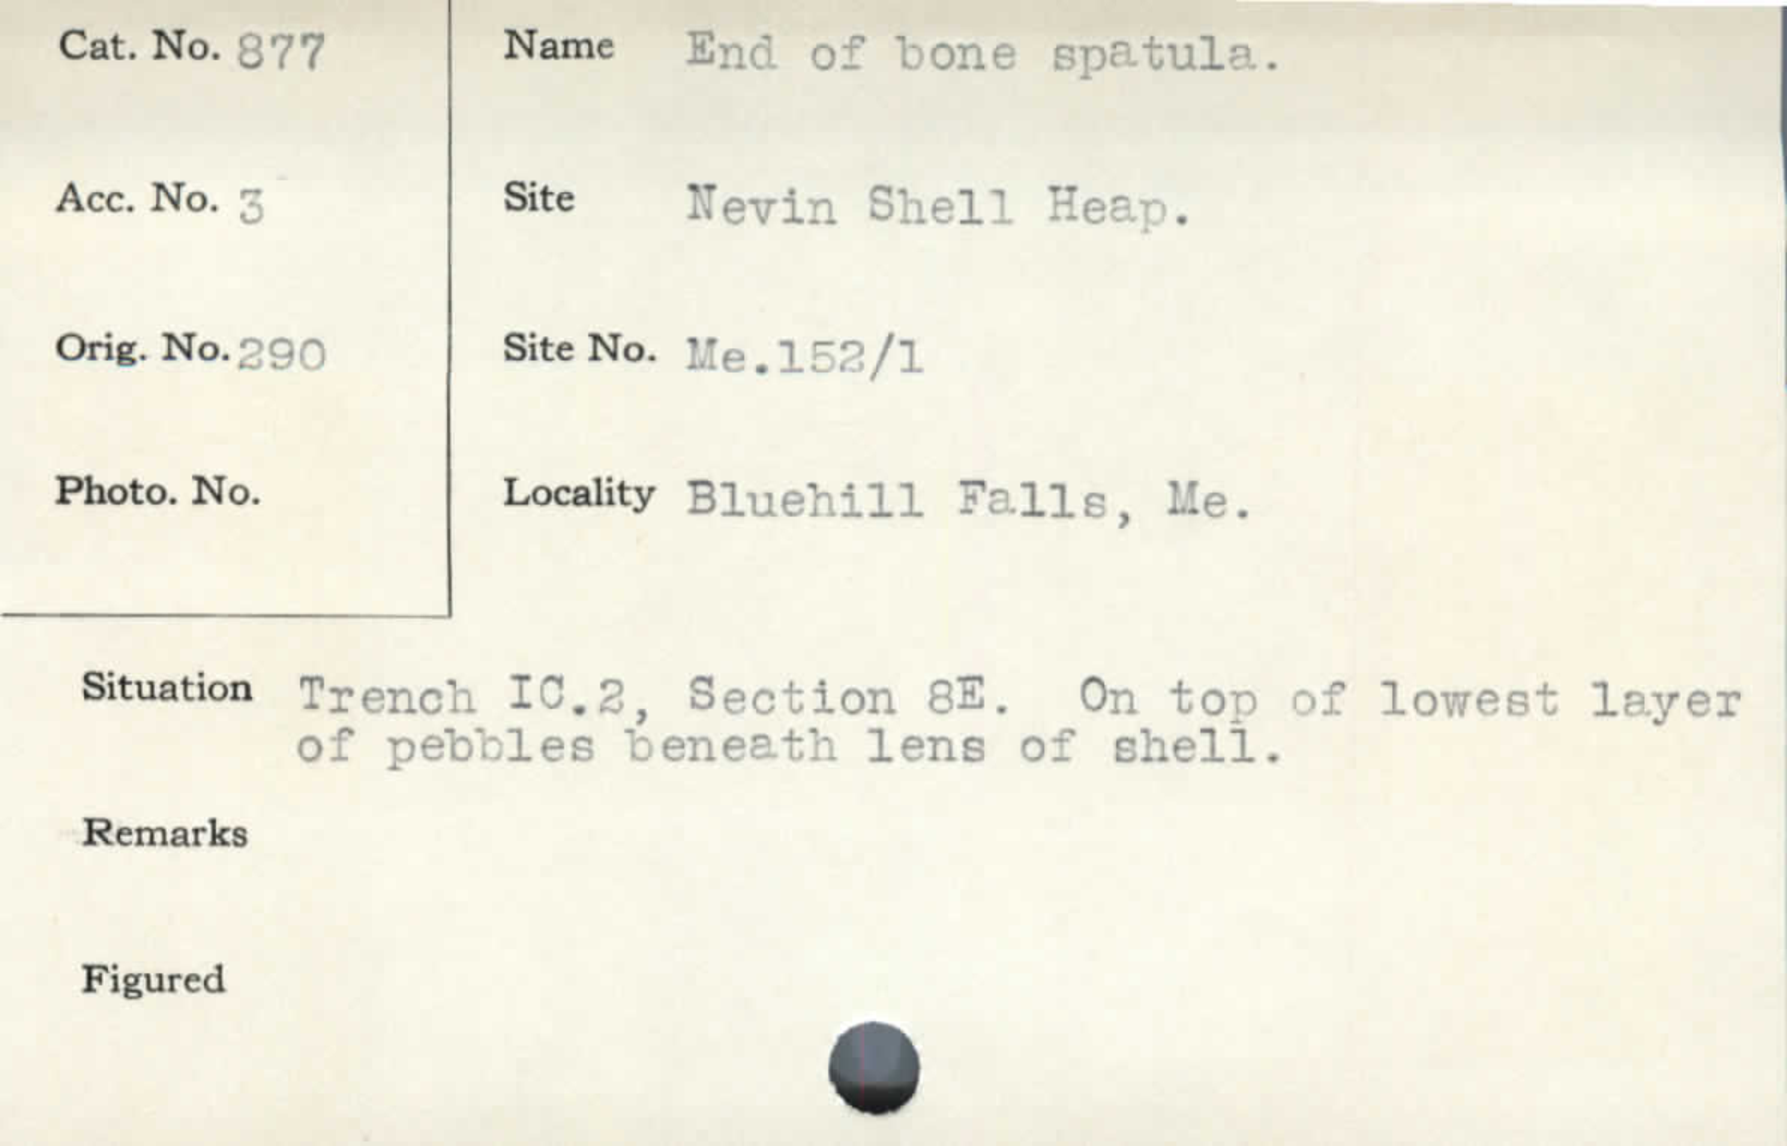 Cat. No. 877
Name End of bone spatula.
Acc. No. 3
Site Nevin Shell Heap.
Orig. No. 290
Site No. Me.152/1
Photo. No.
Locality Bluehill Falls, Me.
Situation Trench IC.2, Section 8E. On top of lowest layer
of pebbles beneath lens of shell.
Remarks
Figured